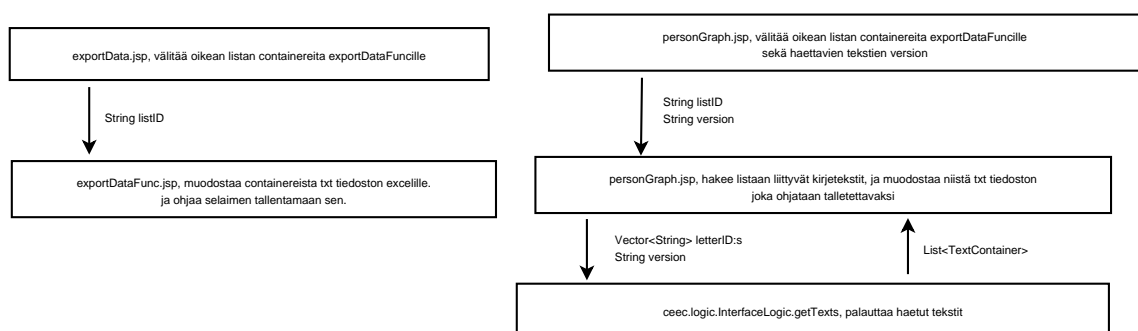 exportData.jsp, välitää oikean listan containereita exportDataFuncille
String listID
exportDataFunc.jsp, muodostaa containereista txt tiedoston excelille.
ja ohjaa selaimen tallentamaan sen.
personGraph.jsp, välitää oikean listan containereita exportDataFuncille
sekä haettavien tekstien version
String listID
String version
personGraph.jsp, hakee listaan liittyvät kirjetekstit, ja muodostaa niistä txt tiedoston
joka ohjataan talletettavaksi
Vector<String> letterID:s
String version
List<TextContainer>
ceec.logic.InterfaceLogic.getTexts, palauttaa haetut tekstit